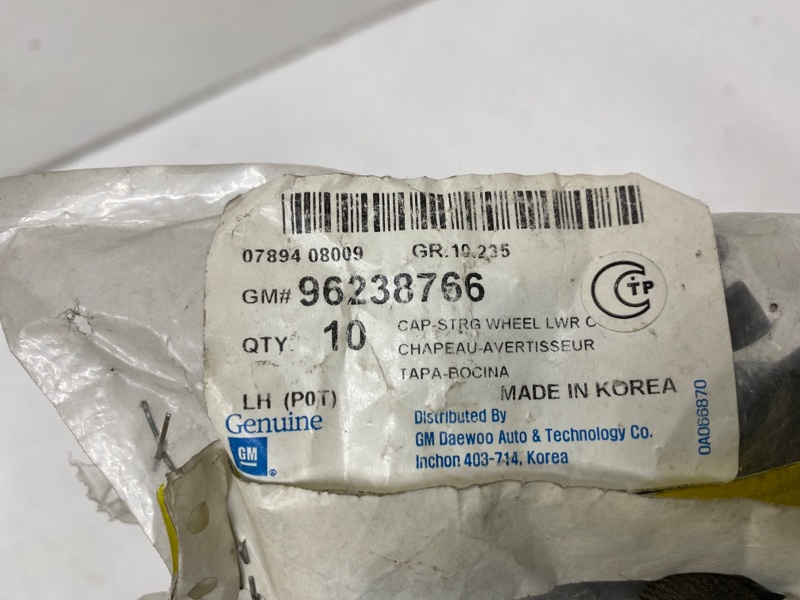 07894 08009 GR.10.235
GM# 96238766
QTY: 10 CAP-STRG WHEEL LWR C
CHAPEAU-AVERTISSEUR
TAPA-BOCINA
LH (P0T) MADE IN KOREA
Genuine
GM
Distributed By
GM Daewoo Auto & Technology Co.
Inchon 403-714, Korea
0A066870
TP